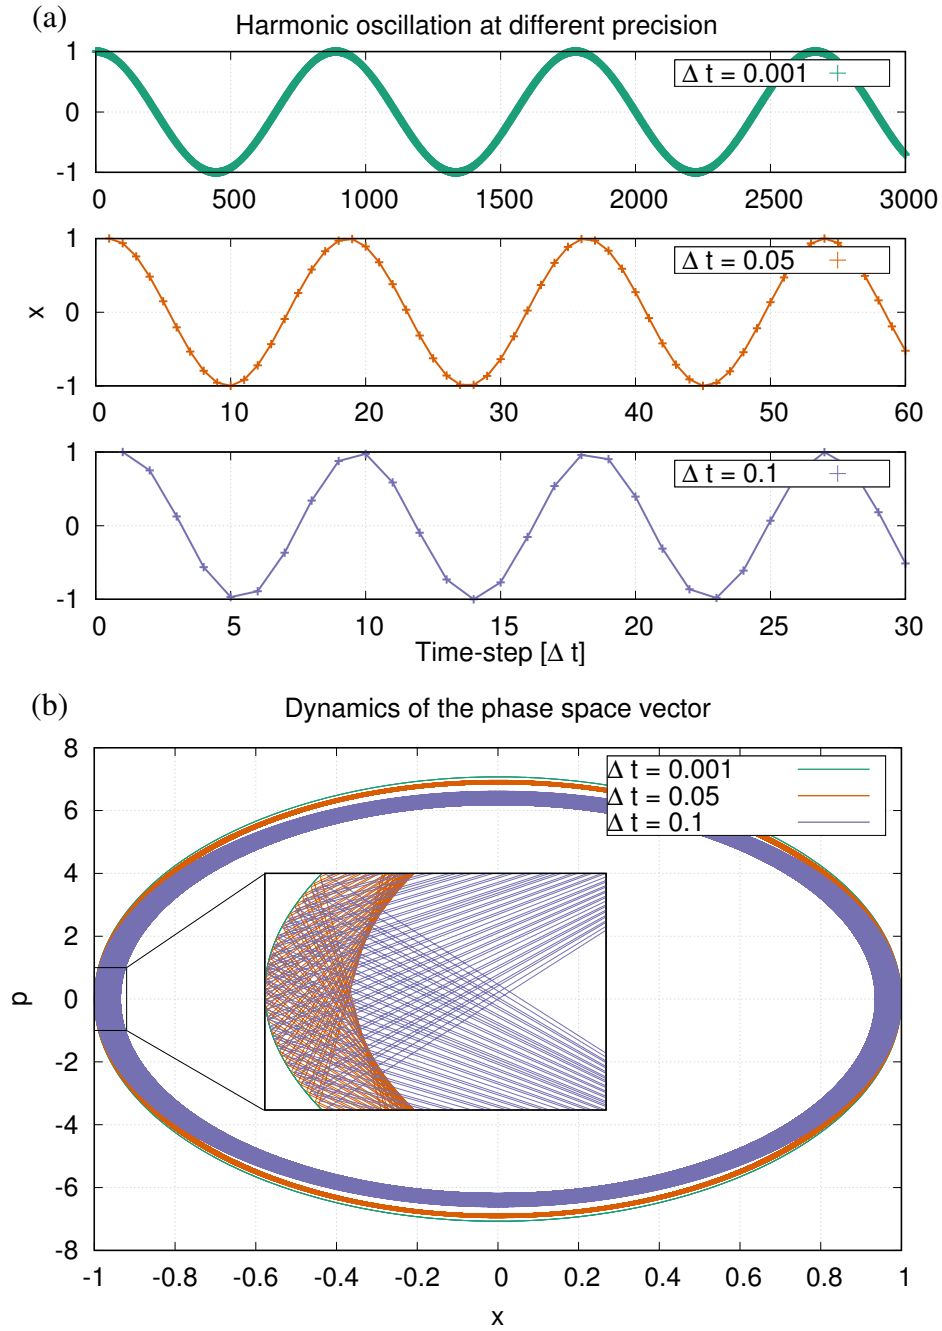 (a)
Harmonic oscillation at different precision
1
0
-1
Δ t = 0.001
0 500 1000 1500 2000 2500 3000
1
0
-1
x
Δ t = 0.05
0 10 20 30 40 50 60
1
0
-1
Δ t = 0.1
0 5 10 15 20 25 30
Time-step [Δ t]
(b)
Dynamics of the phase space vector
8
6
4
2
0
-2
-4
-6
-8
p
Δ t = 0.001
Δ t = 0.05
Δ t = 0.1
-1 -0.8 -0.6 -0.4 -0.2 0 0.2 0.4 0.6 0.8 1
x